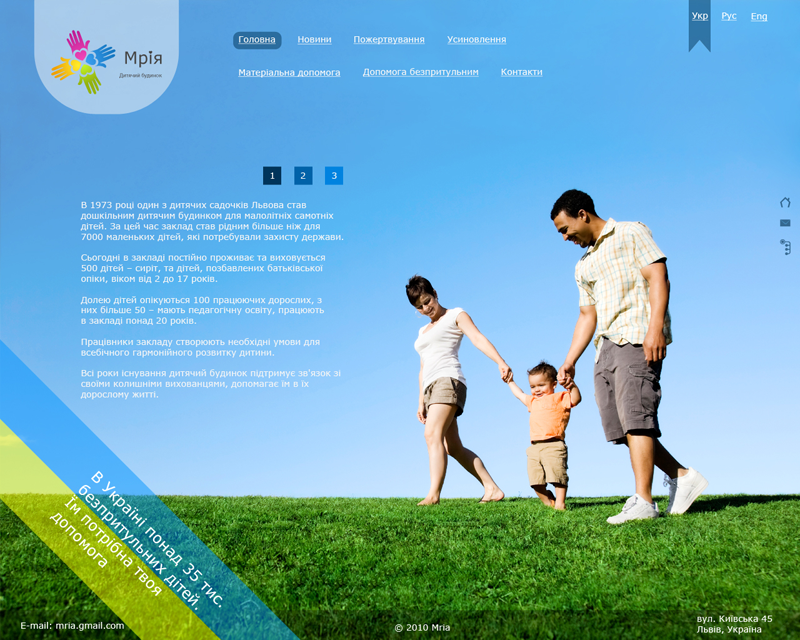 Мрія
Дитячий будинок
Головна
Новини
Пожертвування
Усиновлення
Матеріальна допомога
Допомога безпритульним
Контакти
Укр
Рус
Eng
1
2
3
В 1973 році один з дитячих садочків Львова став
дошкільним дитячим будинком для малолітніх самотніх
дітей. За цей час заклад став рідним більше ніж для
7000 маленьких дітей, які потребували захисту держави.
Сьогодні в закладі постійно проживає та виховується
500 дітей – сиріт, та дітей, позбавлених батьківської
опіки, віком від 2 до 17 років.
Долею дітей опікуються 100 працюючих дорослих, з
них більше 50 – мають педагогічну освіту, працюють
в закладі понад 20 років.
Працівники закладу створюють необхідні умови для
всебічного гармонійного розвитку дитини.
Всі роки існування дитячий будинок підтримує зв'язок зі
своїми колишніми вихованцями, допомагає їм в їх
дорослому житті.
В Україні понад 35 тис.
безпритульних дітей.
Їм потрібна твоя
допомога
E-mail: mria.gmail.com
© 2010 Mria
вул. Київська 45
Львів, Україна